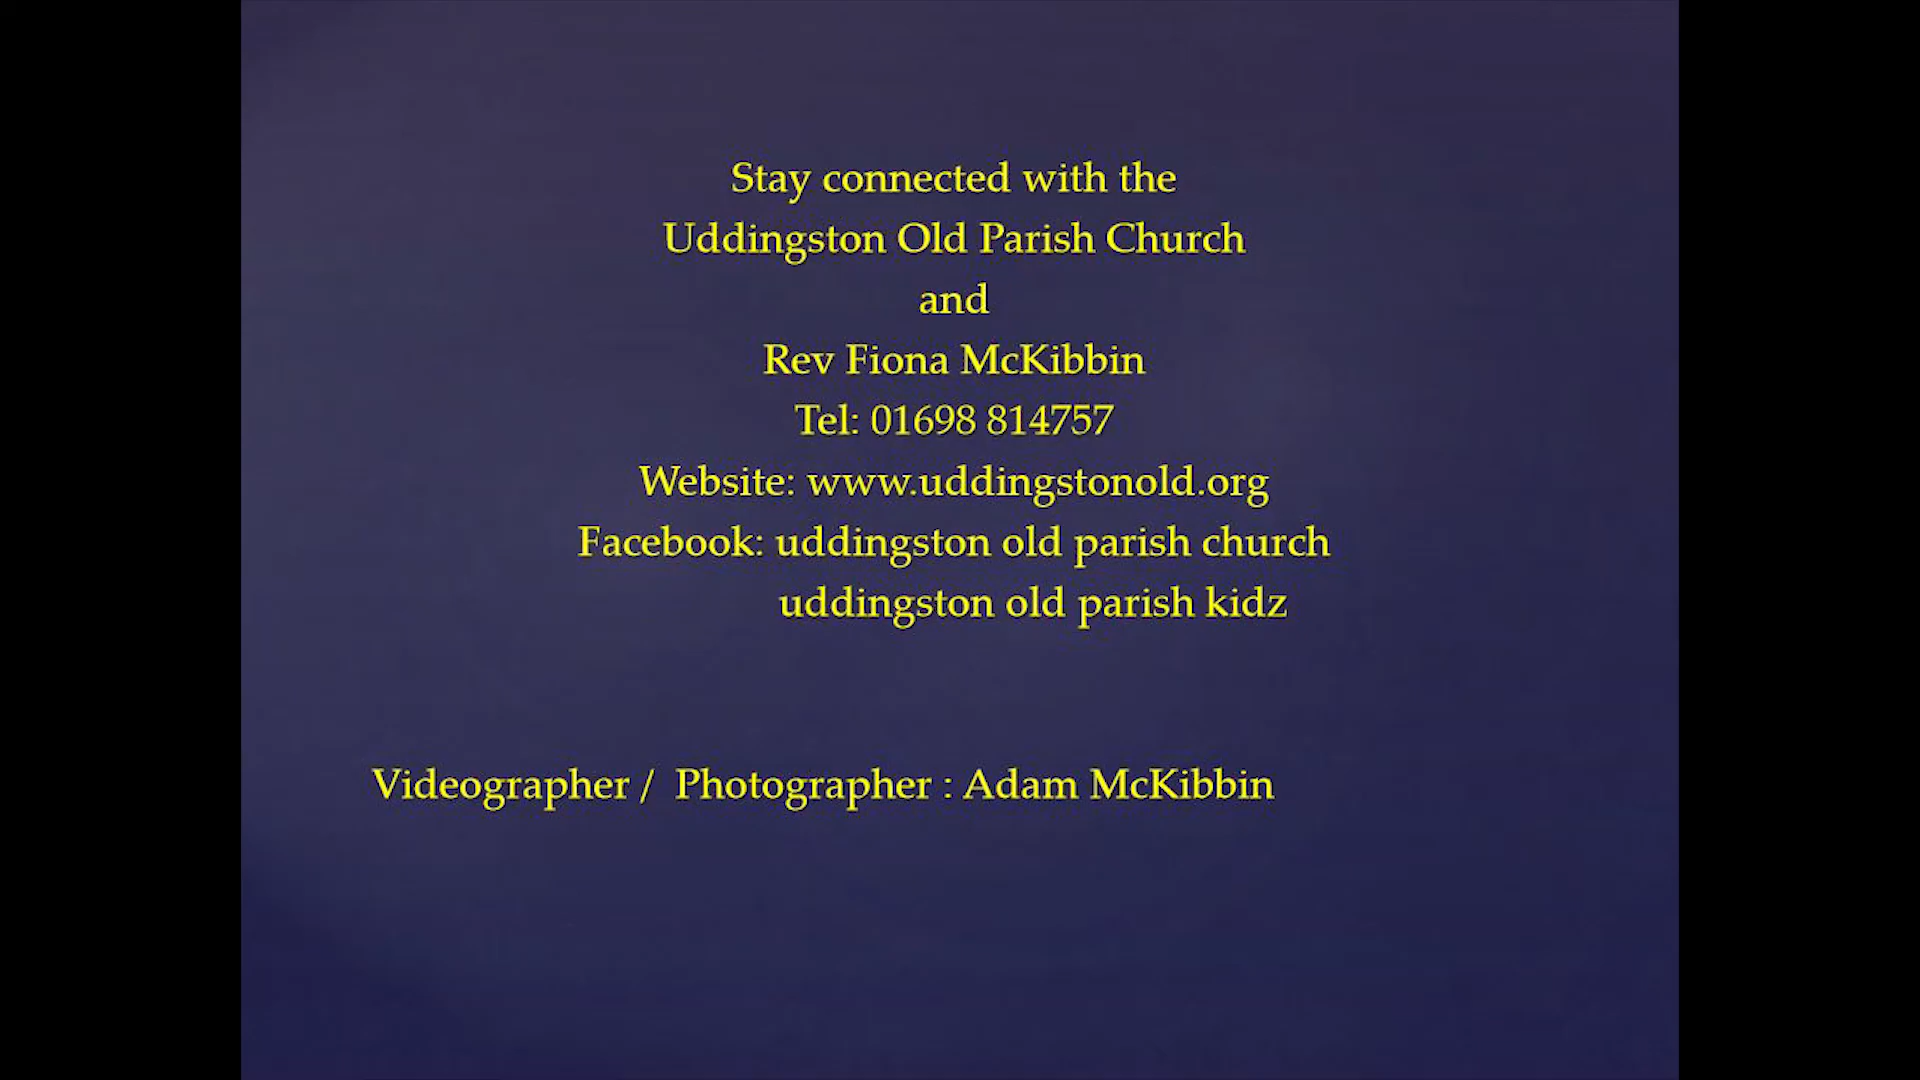 Stay connected with the
Uddingston Old Parish Church
and
Rev Fiona McKibbin
Tel: 01698 814757
Website: www.uddingstonold.org
Facebook: uddingston old parish church
uddingston old parish kidz
Videographer /  Photographer : Adam McKibbin